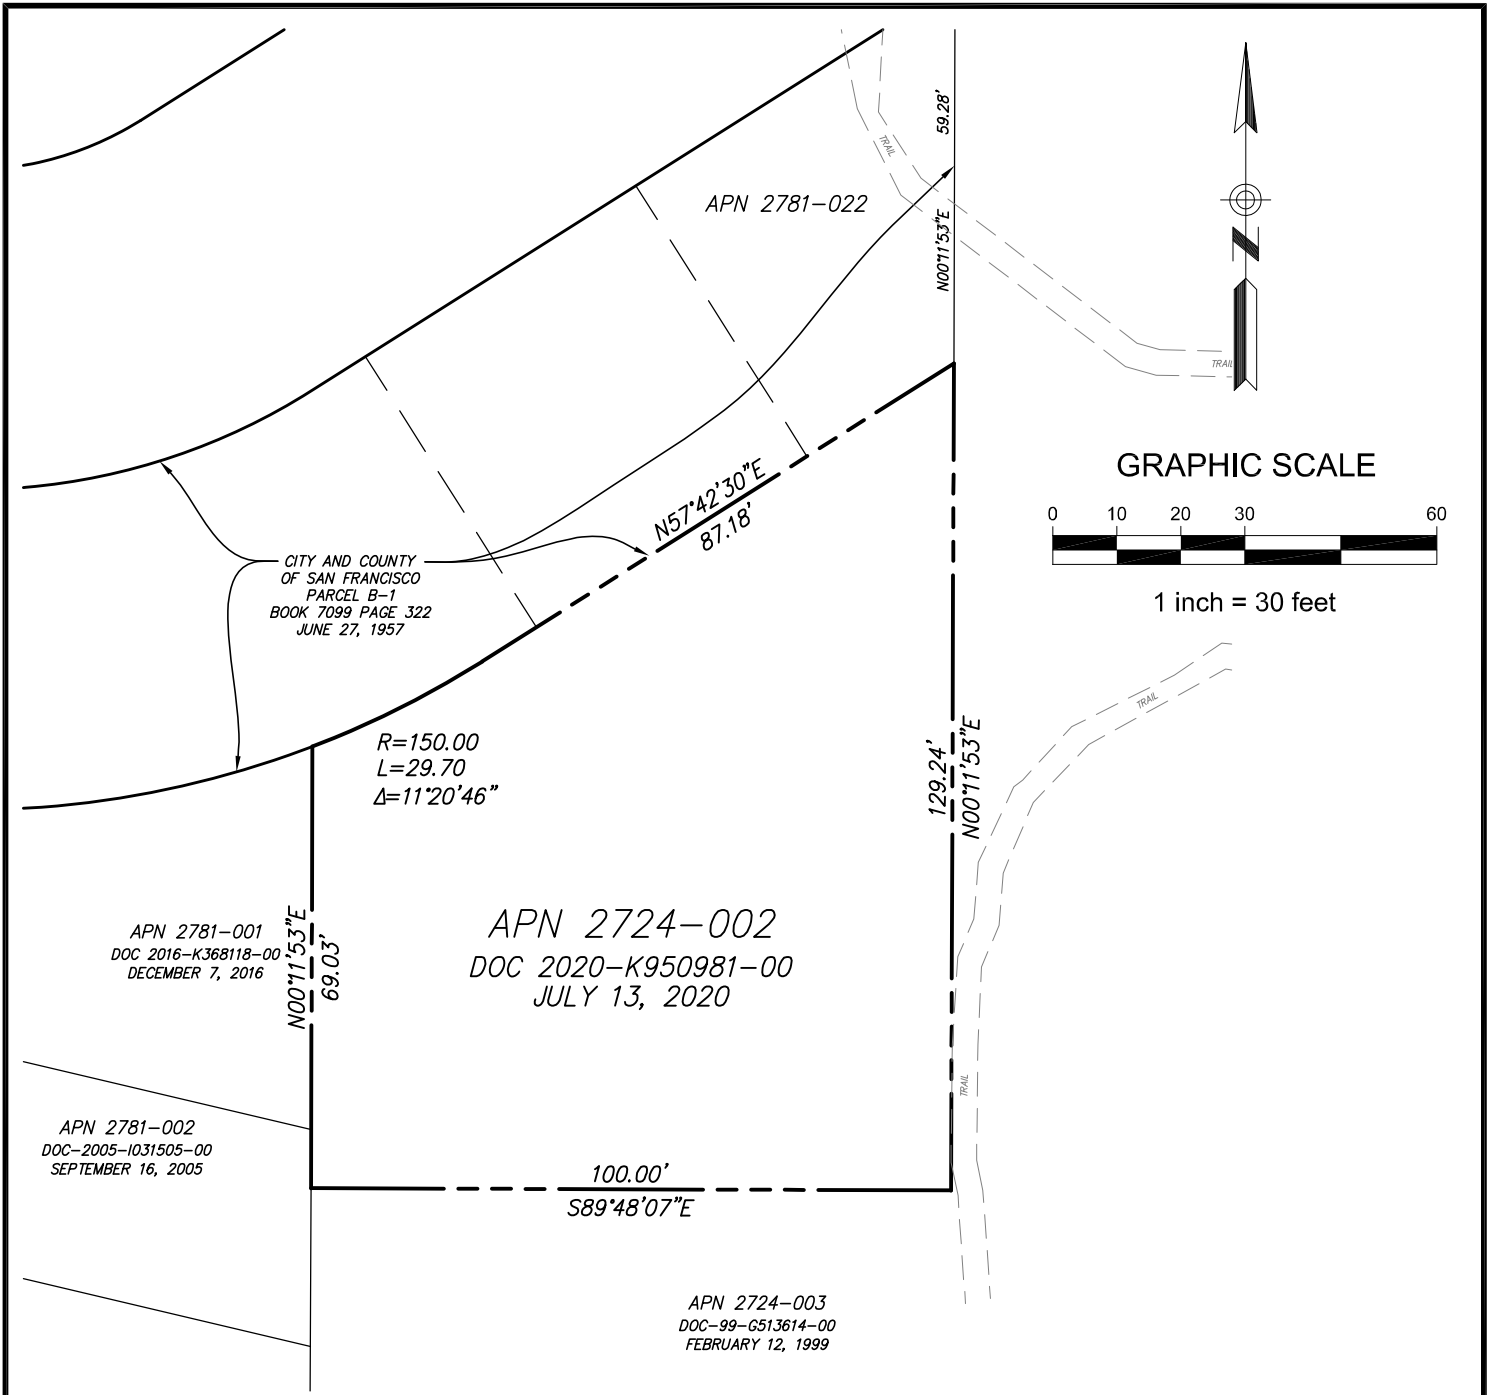 59.28'
TRAIL
APN 2781-022
N00°11'53"E
TRAIL
GRAPHIC SCALE
0 10 20 30 60
1 inch = 30 feet
N57°42'30"E
87.18'
CITY AND COUNTY
OF SAN FRANCISCO
PARCEL B-1
BOOK 7099 PAGE 322
JUNE 27, 1957
TRAIL
R=150.00
L=29.70
Δ=11°20'46"
129.24'
N00°11'53"E
APN 2781-001
DOC 2016-K368118-00
DECEMBER 7, 2016
N00°11'53"E
69.03'
APN 2724-002
DOC 2020-K950981-00
JULY 13, 2020
TRAIL
APN 2781-002
DOC-2005-I031505-00
SEPTEMBER 16, 2005
100.00'
S89°48'07"E
APN 2724-003
DOC-99-G513614-00
FEBRUARY 12, 1999
N